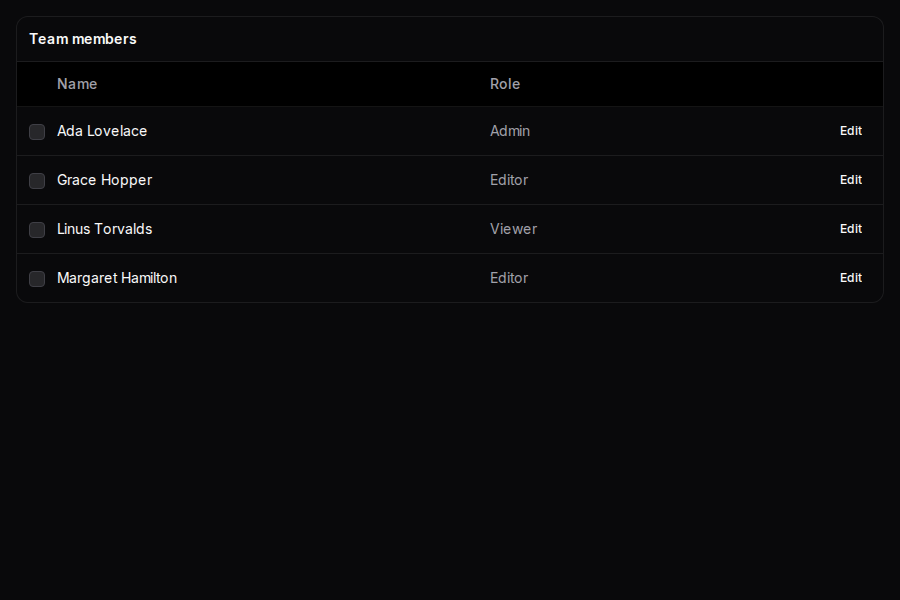 Team members
Name Role
Ada Lovelace Admin Edit
Grace Hopper Editor Edit
Linus Torvalds Viewer Edit
Margaret Hamilton Editor Edit